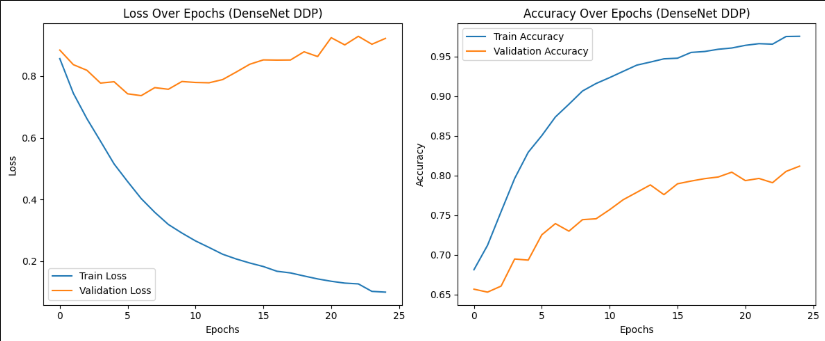 Loss Over Epochs (DenseNet DDP)
Loss
0.8
0.6
0.4
0.2
Train Loss
Validation Loss
0 5 10 15 20 25
Epochs
Accuracy Over Epochs (DenseNet DDP)
Accuracy
Train Accuracy
Validation Accuracy
0.95
0.90
0.85
0.80
0.75
0.70
0.65
0 5 10 15 20 25
Epochs